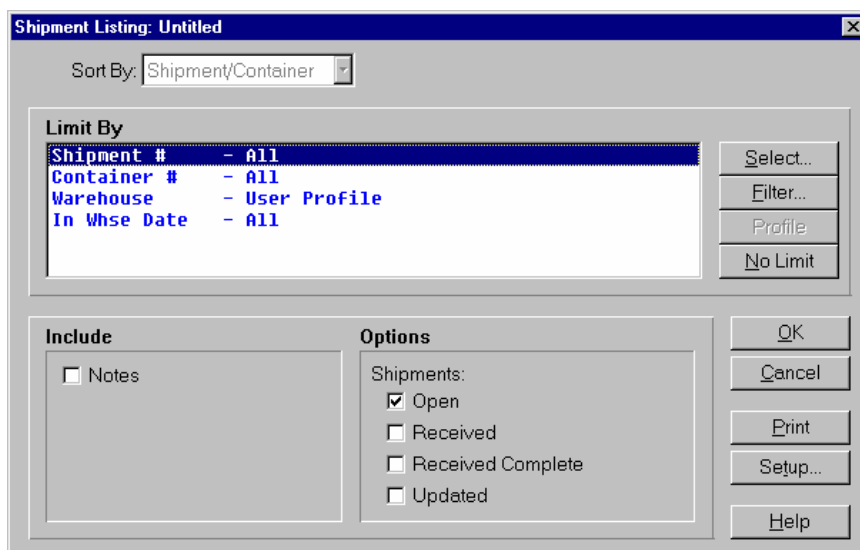 Shipment Listing: Untitled
Sort By: Shipment/Container
Limit By
Shipment # - All
Container # - All
Warehouse - User Profile
In Whse Date - All
Select...
Filter...
Profile
No Limit
Include
Notes
Options
Shipments:
Open
Received
Received Complete
Updated
OK
Cancel
Print
Setup...
Help